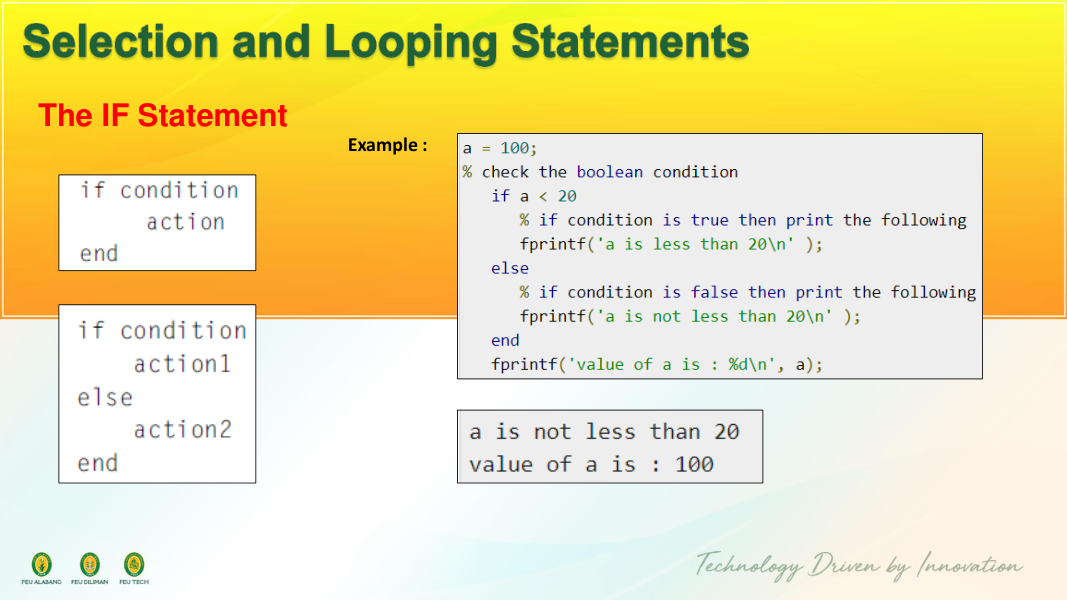 Selection and Looping Statements
The IF Statement
if condition
action
end
if condition
action1
else
action2
end
Example :
a = 100;
% check the boolean condition
if a < 20
% if condition is true then print the following
fprintf('a is less than 20\n' );
else
% if condition is false then print the following
fprintf('a is not less than 20\n' );
end
fprintf('value of a is : %d\n', a);
a is not less than 20
value of a is : 100
FEU ALABANG FEU DILIMAN FEU TECH
Technology Driven by Innovation